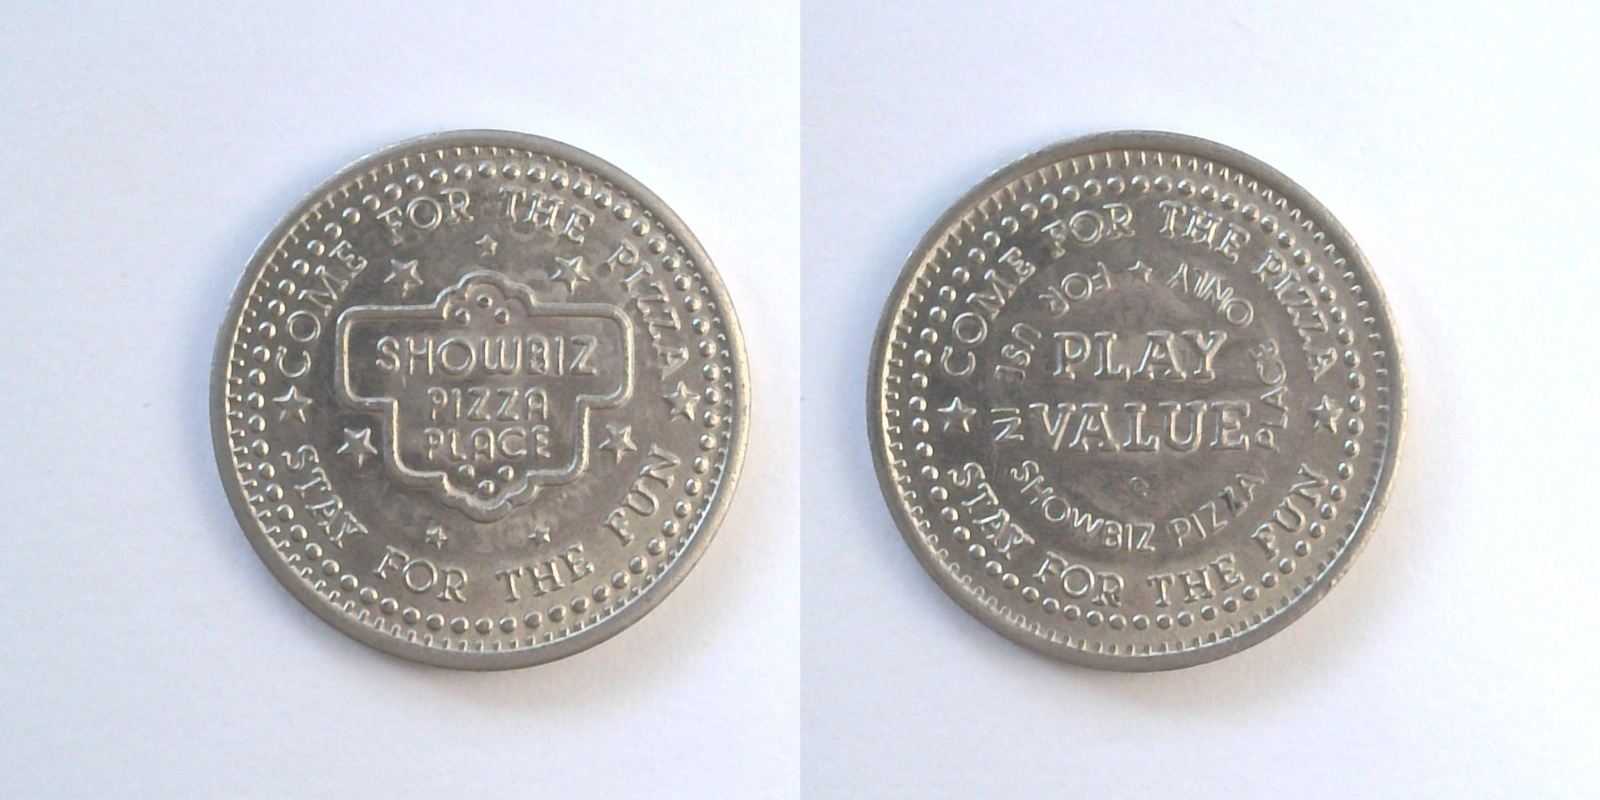 COME FOR THE PIZZA
SHOWBIZ
PIZZA
PLACE
STAY FOR THE FUN
COME FOR THE PIZZA
FOR USE IN SHOWBIZ PIZZA PLACE ONLY
PLAY
VALUE
STAY FOR THE FUN